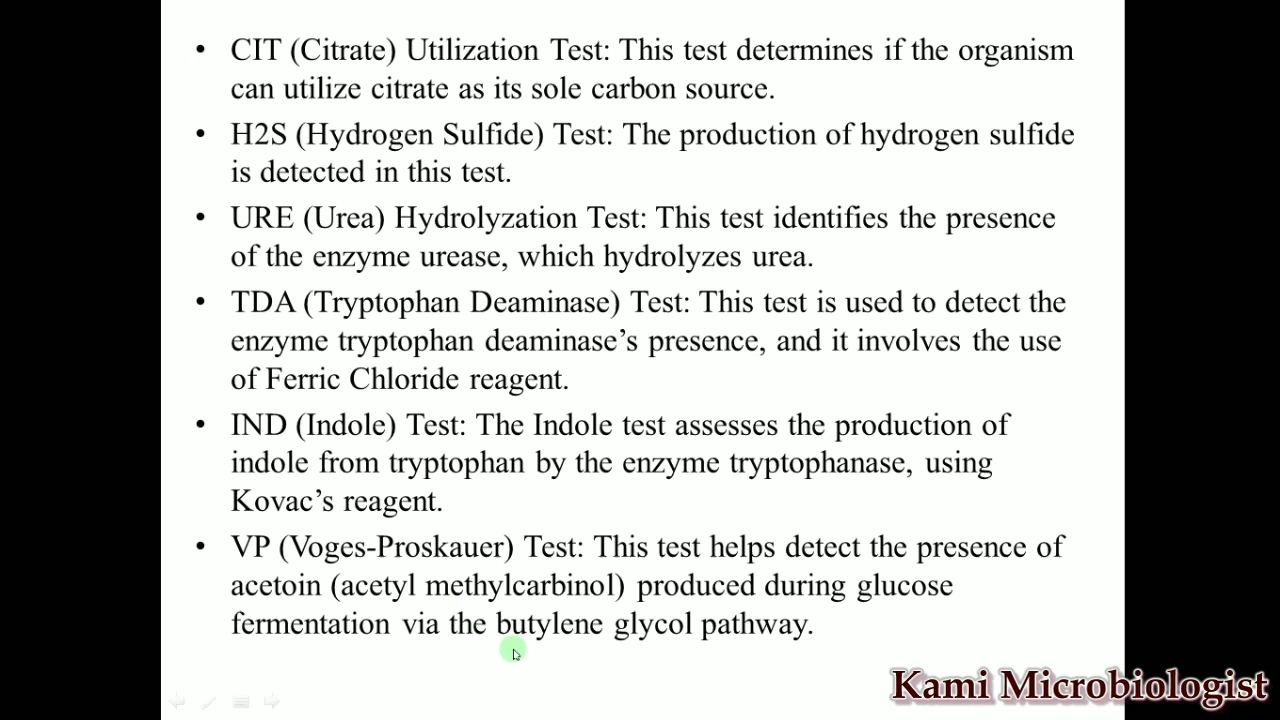 • CIT (Citrate) Utilization Test: This test determines if the organism
can utilize citrate as its sole carbon source.
• H2S (Hydrogen Sulfide) Test: The production of hydrogen sulfide
is detected in this test.
• URE (Urea) Hydrolyzation Test: This test identifies the presence
of the enzyme urease, which hydrolyzes urea.
• TDA (Tryptophan Deaminase) Test: This test is used to detect the
enzyme tryptophan deaminase’s presence, and it involves the use
of Ferric Chloride reagent.
• IND (Indole) Test: The Indole test assesses the production of
indole from tryptophan by the enzyme tryptophanase, using
Kovac’s reagent.
• VP (Voges-Proskauer) Test: This test helps detect the presence of
acetoin (acetyl methylcarbinol) produced during glucose
fermentation via the butylene glycol pathway.
Kami Microbiologist